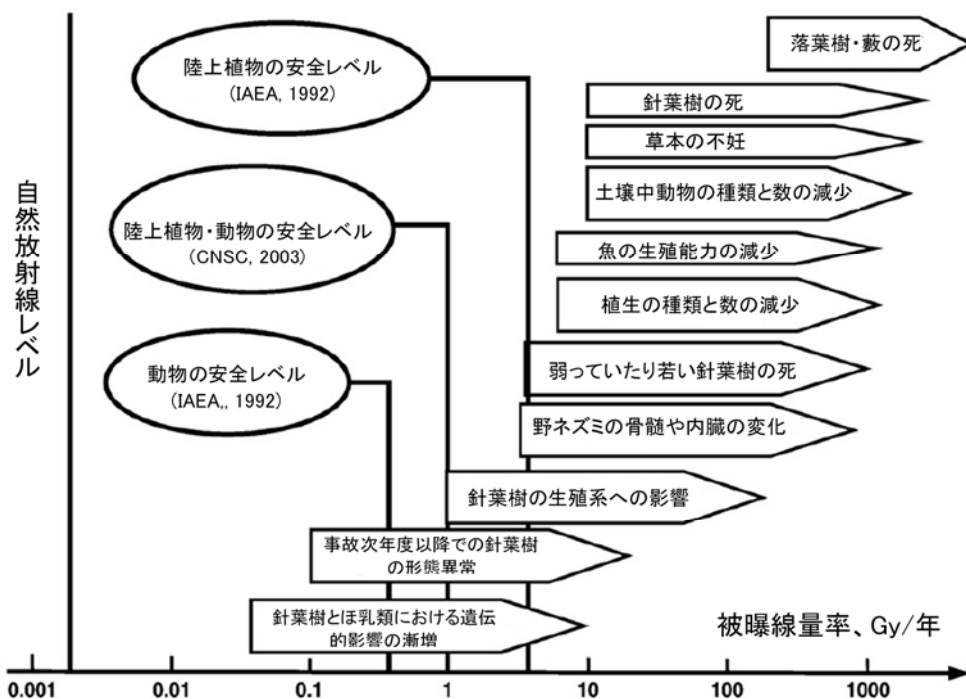 陸上植物の安全レベル
(IAEA, 1992)
陸上植物・動物の安全レベル
(CNSC, 2003)
動物の安全レベル
(IAEA,, 1992)
自然放射線レベル
落葉樹・藪の死
針葉樹の死
草本の不妊
土壌中動物の種類と数の減少
魚の生殖能力の減少
植生の種類と数の減少
弱っていたり若い針葉樹の死
野ネズミの骨髄や内臓の変化
針葉樹の生殖系への影響
事故次年度以降での針葉樹
の形態異常
針葉樹とほ乳類における遺伝
的影響の漸増
被曝線量率、Gy/年
0.001 0.01 0.1 1 10 100 1000